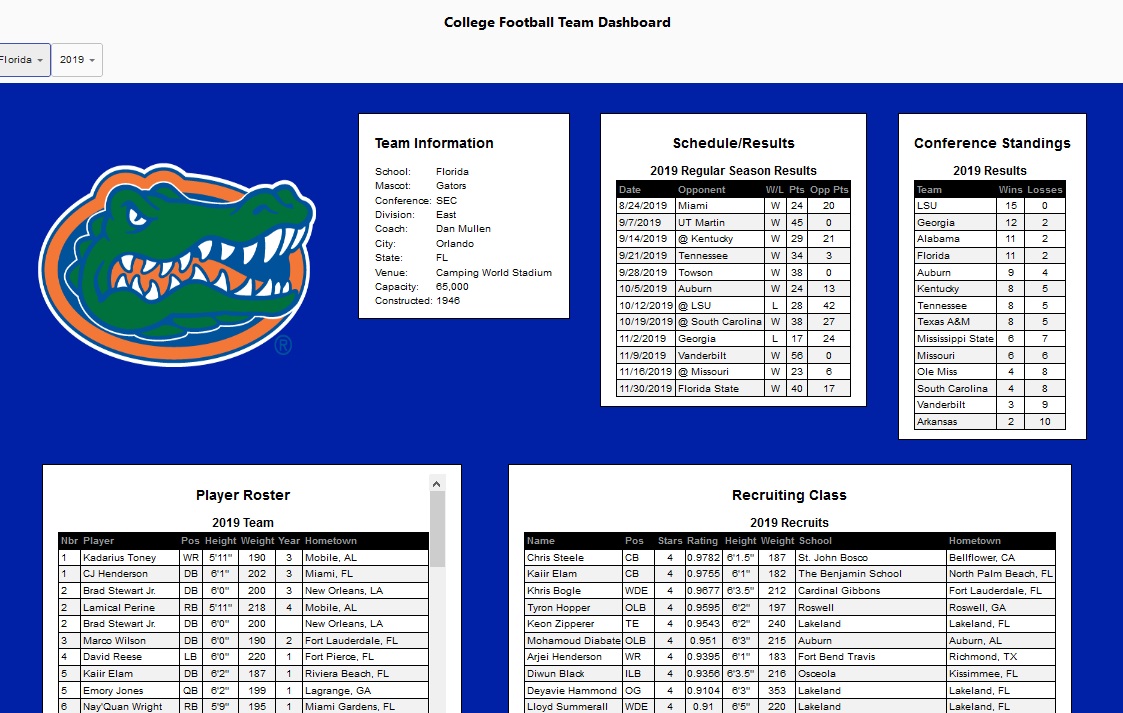 College Football Team Dashboard
Florida
2019
Team Information
School: Florida
Mascot: Gators
Conference: SEC
Division: East
Coach: Dan Mullen
City: Orlando
State: FL
Venue: Camping World Stadium
Capacity: 65,000
Constructed: 1946
Schedule/Results
2019 Regular Season Results
Date Opponent W/L Pts Opp Pts
8/24/2019 Miami W 24 20
9/7/2019 UT Martin W 45 0
9/14/2019 @ Kentucky W 29 21
9/21/2019 Tennessee W 34 3
9/28/2019 Towson W 38 0
10/5/2019 Auburn W 24 13
10/12/2019 @ LSU L 28 42
10/19/2019 @ South Carolina W 38 27
11/2/2019 Georgia L 17 24
11/9/2019 Vanderbilt W 56 0
11/16/2019 @ Missouri W 23 6
11/30/2019 Florida State W 40 17
Conference Standings
2019 Results
Team Wins Losses
LSU 15 0
Georgia 12 2
Alabama 11 2
Florida 11 2
Auburn 9 4
Kentucky 8 5
Tennessee 8 5
Texas A&M 8 5
Mississippi State 6 7
Missouri 6 6
Ole Miss 4 8
South Carolina 4 8
Vanderbilt 3 9
Arkansas 2 10
®
Player Roster
2019 Team
Nbr Player Pos Height Weight Year Hometown
1 Kadarius Toney WR 5'11" 190 3 Mobile, AL
1 CJ Henderson DB 6'1" 202 3 Miami, FL
2 Brad Stewart Jr. DB 6'0" 200 3 New Orleans, LA
2 Lamical Perine RB 5'11" 218 4 Mobile, AL
2 Brad Stewart Jr. DB 6'0" 200 New Orleans, LA
3 Marco Wilson DB 6'0" 190 2 Fort Lauderdale, FL
4 David Reese LB 6'0" 220 1 Fort Pierce, FL
5 Kaiir Elam DB 6'2" 187 1 Riviera Beach, FL
5 Emory Jones QB 6'2" 199 1 Lagrange, GA
6 Nay'Quan Wright RB 5'9" 195 1 Miami Gardens, FL
Recruiting Class
2019 Recruits
Name Pos Stars Rating Height Weight School Hometown
Chris Steele CB 4 0.9782 6'1.5" 187 St. John Bosco Bellflower, CA
Kaiir Elam CB 4 0.9755 6'1" 182 The Benjamin School North Palm Beach, FL
Khris Bogle WDE 4 0.9677 6'3.5" 212 Cardinal Gibbons Fort Lauderdale, FL
Tyron Hopper OLB 4 0.9595 6'2" 197 Roswell Roswell, GA
Keon Zipperer TE 4 0.9543 6'2" 240 Lakeland Lakeland, FL
Mohamoud Diabate OLB 4 0.951 6'3" 215 Auburn Auburn, AL
Arjei Henderson WR 4 0.9395 6'1" 183 Fort Bend Travis Richmond, TX
Diwun Black ILB 4 0.9356 6'3.5" 216 Osceola Kissimmee, FL
Deyavie Hammond OG 4 0.9104 6'3" 353 Lakeland Lakeland, FL
Lloyd Summerall WDE 4 0.91 6'5" 220 Lakeland Lakeland, FL